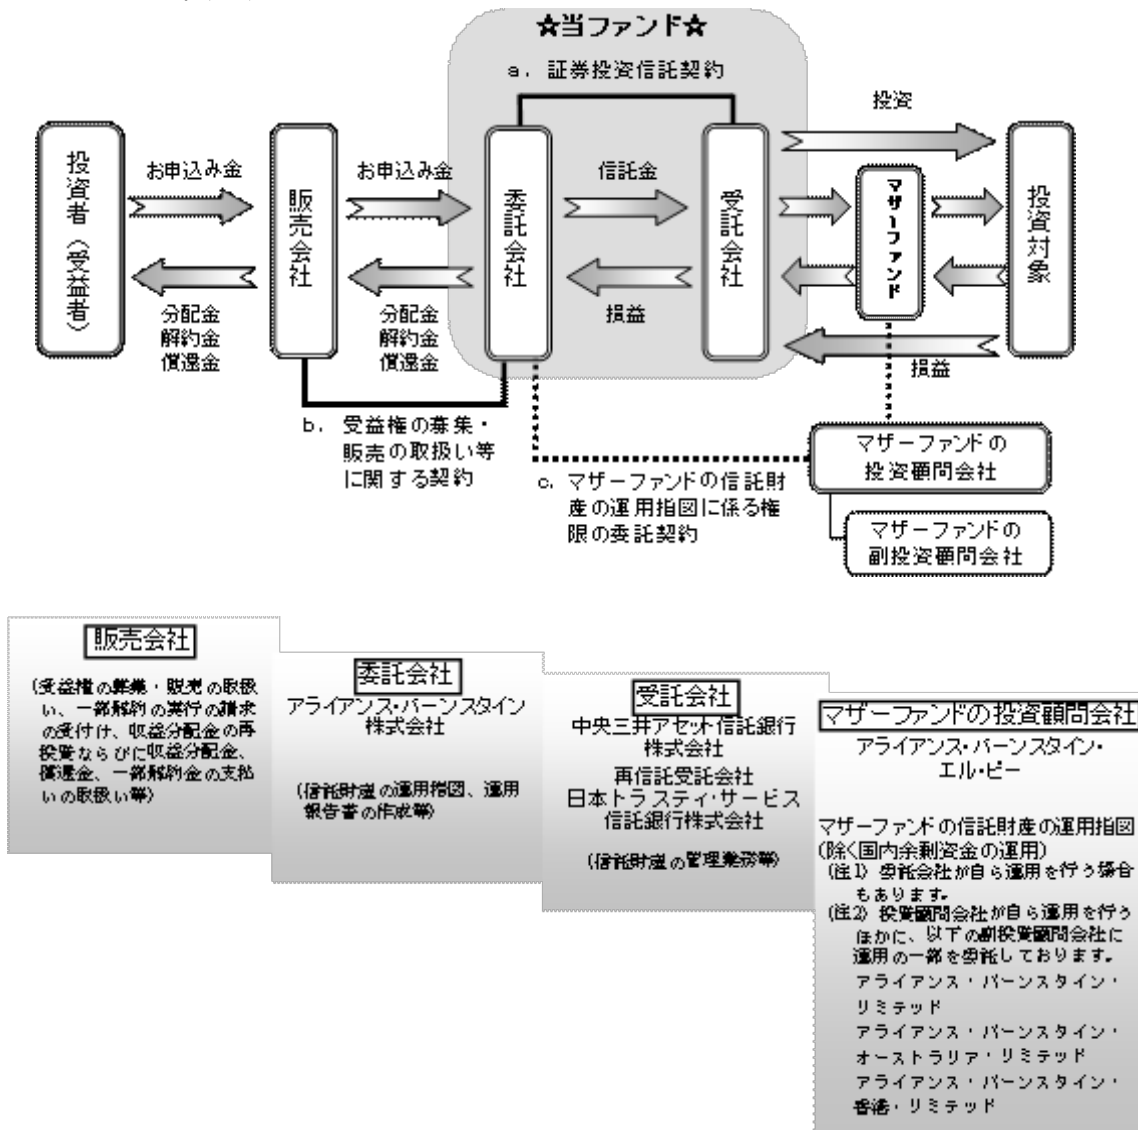 ☆当ファンド☆
a. 証券投資信託契約
投資
投資者(受益者)
お申込み金
販売会社
お申込み金
委託会社
信託金
受託会社
マザーファンド
投資対象
分配金
解約金
償還金
分配金
解約金
償還金
損益
損益
b. 受益権の募集・
販売の取扱い等
に関する契約
c. マザーファンドの信託財
産の運用指図に係る権
限の委託契約
マザーファンドの
投資顧問会社
マザーファンドの
副投資顧問会社
販売会社
(受益権の募集・販売の取扱
い、一部解約の実行の請求
の受付け、収益分配金の再
投資ならびに収益分配金、
償還金、一部解約金の支払
いの取扱い等)
委託会社
アライアンス・バーンスタイン
株式会社
(信託財産の運用指図、運用
報告書の作成等)
受託会社
中央三井アセット信託銀行
株式会社
再信託受託会社
日本トラスティ・サービス
信託銀行株式会社
(信託財産の管理業務等)
マザーファンドの投資顧問会社
アライアンス・バーンスタイン・
エル・ピー
マザーファンドの信託財産の運用指図
(除く国内余剰資金の運用)
(注1) 委託会社が自ら運用を行う場合
もあります。
(注2) 投資顧問会社が自ら運用を行う
ほかに、以下の副投資顧問会社に
運用の一部を委託しております。
アライアンス・バーンスタイン・
リミテッド
アライアンス・バーンスタイン・
オーストラリア・リミテッド
アライアンス・バーンスタイン・
香港・リミテッド